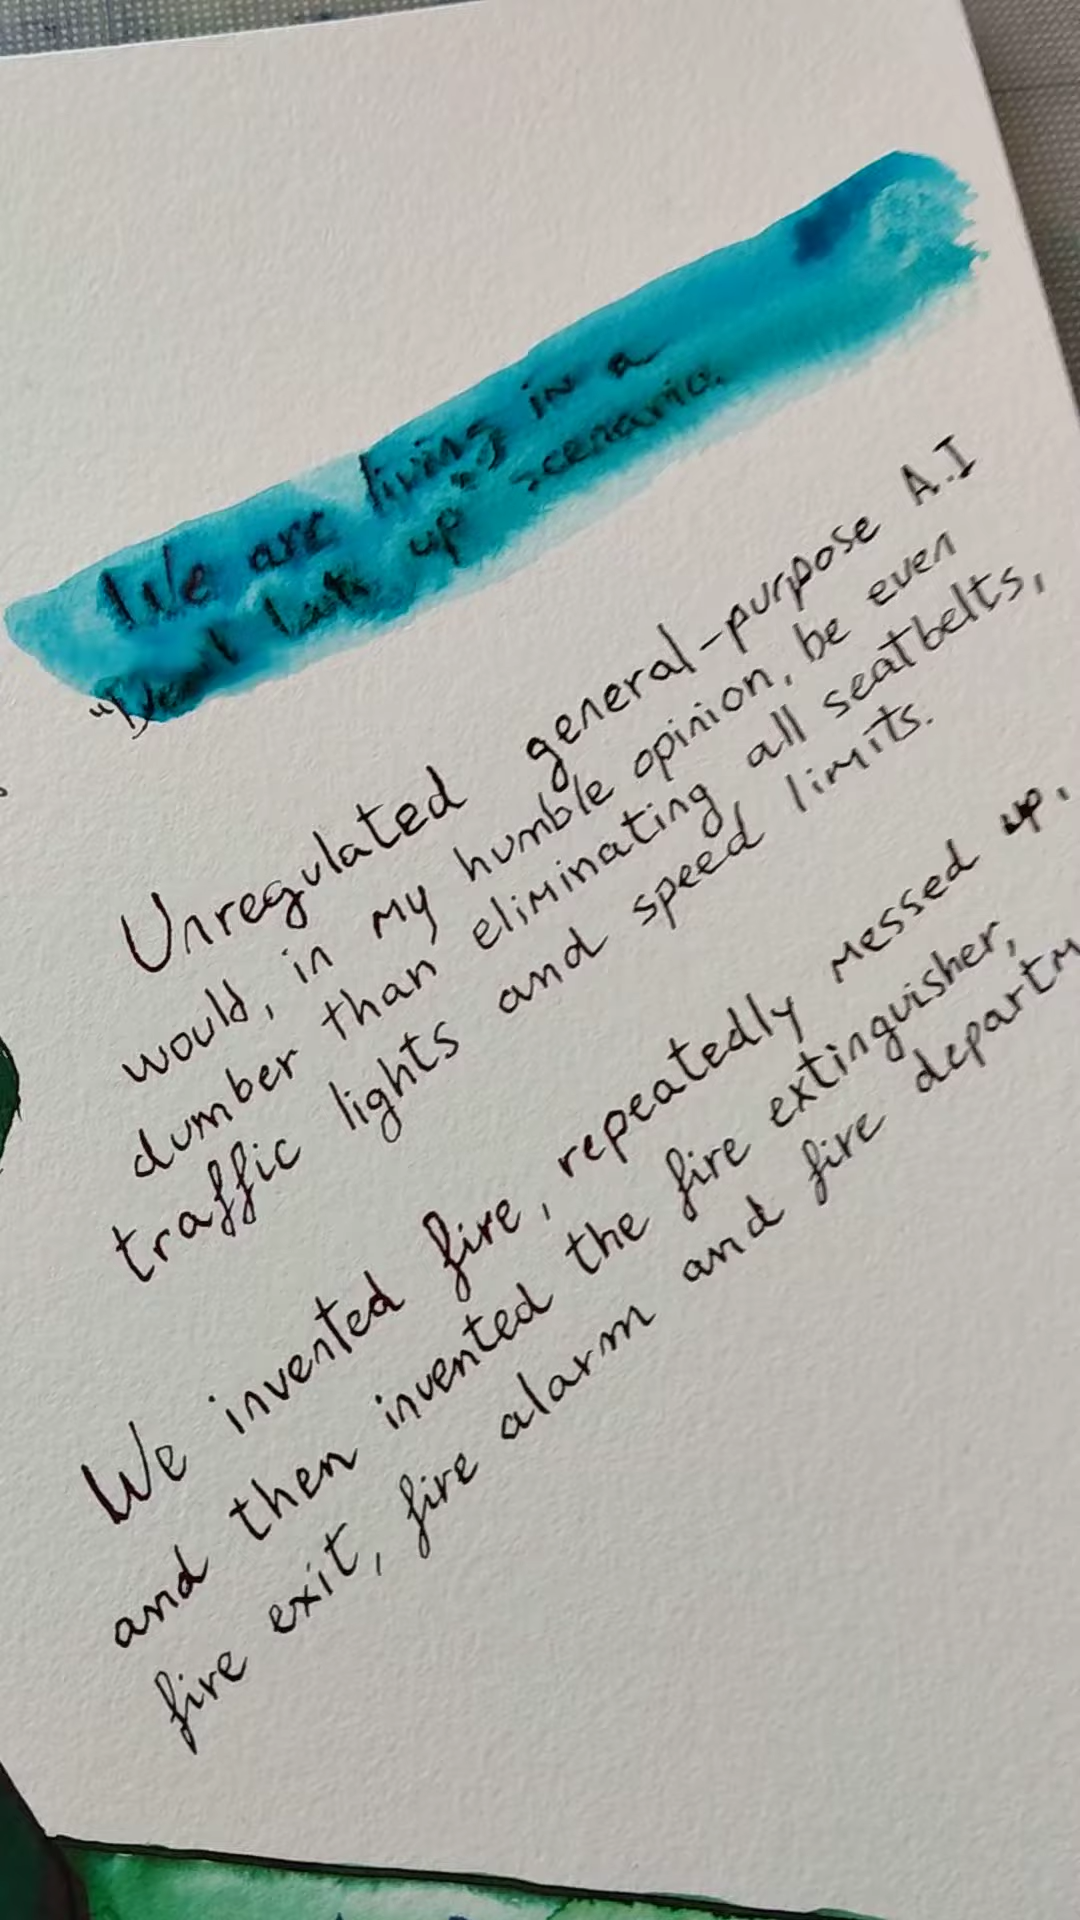 We are living in a
"Don't look up" scenario.
Unregulated general-purpose A.I
would, in my humble opinion, be even
dumber than eliminating all seatbelts,
traffic lights and speed limits.
We invented fire, repeatedly messed up,
and then invented the fire extinguisher,
fire exit, fire alarm and fire departm